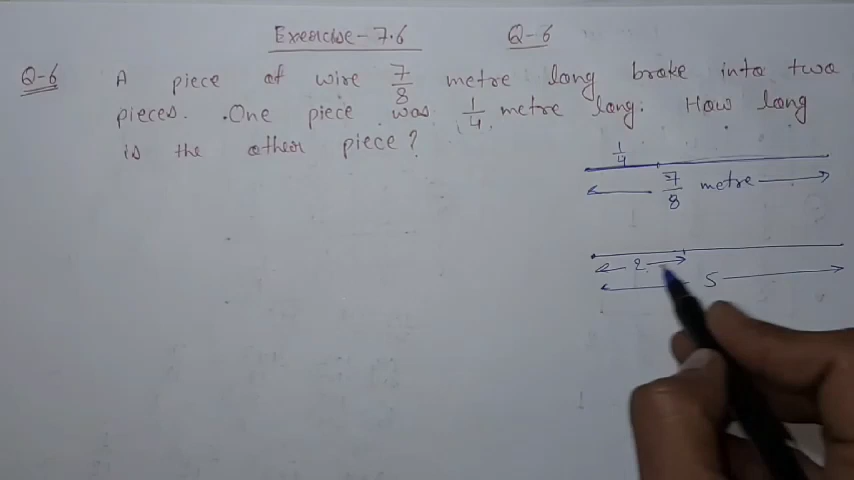 Exercise-7.6 Q-6
Q-6 A piece of wire 7/8 metre long broke into two
pieces. One piece was 1/4 metre long. How long
is the other piece?
1/4
7/8 metre
2
5